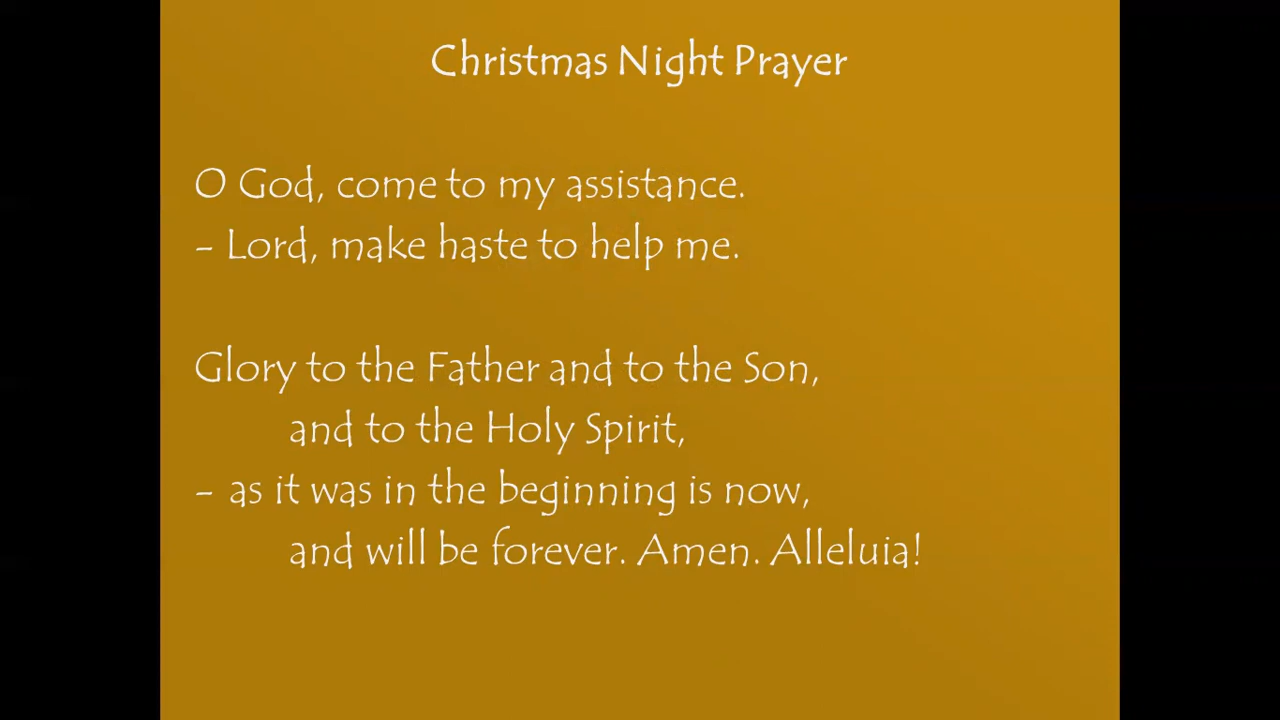 Christmas Night Prayer
O God, come to my assistance.
- Lord, make haste to help me.
Glory to the Father and to the Son,
and to the Holy Spirit,
- as it was in the beginning is now,
and will be forever. Amen. Alleluia!